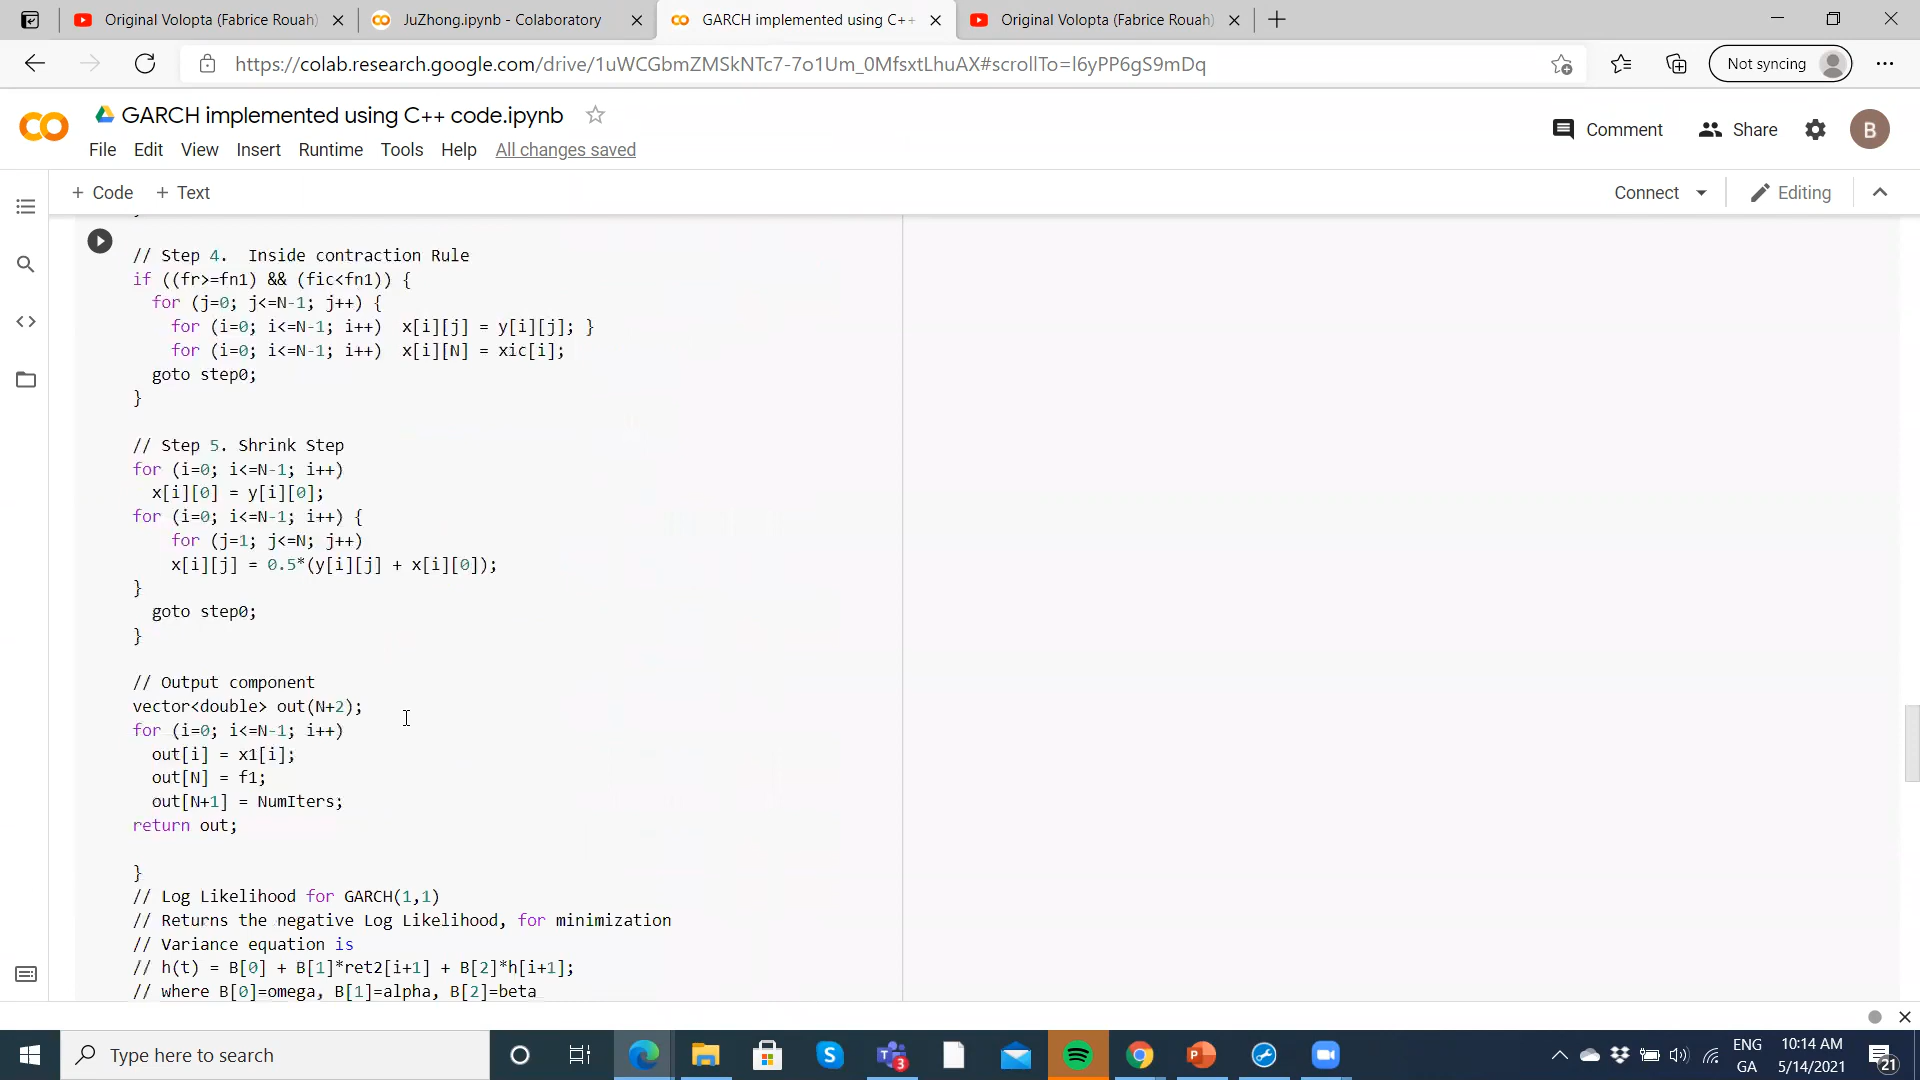 Original Volopta (Fabrice Rouah)
JuZhong.ipynb - Colaboratory
GARCH implemented using C++
Original Volopta (Fabrice Rouah)
https://colab.research.google.com/drive/1uWCGbmZMSkNTc7-7o1Um_0MfsxtLhuAX#scrollTo=l6yPP6gS9mDq
Not syncing
GARCH implemented using C++ code.ipynb
File Edit View Insert Runtime Tools Help All changes saved
Comment
Share
B
+ Code + Text
Connect
Editing
// Step 4.  Inside contraction Rule
if ((fr>=fn1) && (fic<fn1)) {
for (j=0; j<=N-1; j++) {
for (i=0; i<=N-1; i++)  x[i][j] = y[i][j]; }
for (i=0; i<=N-1; i++)  x[i][N] = xic[i];
goto step0;
}
// Step 5. Shrink Step
for (i=0; i<=N-1; i++)
x[i][0] = y[i][0];
for (i=0; i<=N-1; i++) {
for (j=1; j<=N; j++)
x[i][j] = 0.5*(y[i][j] + x[i][0]);
}
goto step0;
}
// Output component
vector<double> out(N+2);
for (i=0; i<=N-1; i++)
out[i] = x1[i];
out[N] = f1;
out[N+1] = NumIters;
return out;
}
// Log Likelihood for GARCH(1,1)
// Returns the negative Log Likelihood, for minimization
// Variance equation is
// h(t) = B[0] + B[1]*ret2[i+1] + B[2]*h[i+1];
// where B[0]=omega, B[1]=alpha, B[2]=beta
Type here to search
3
ENG
GA
10:14 AM
5/14/2021
21